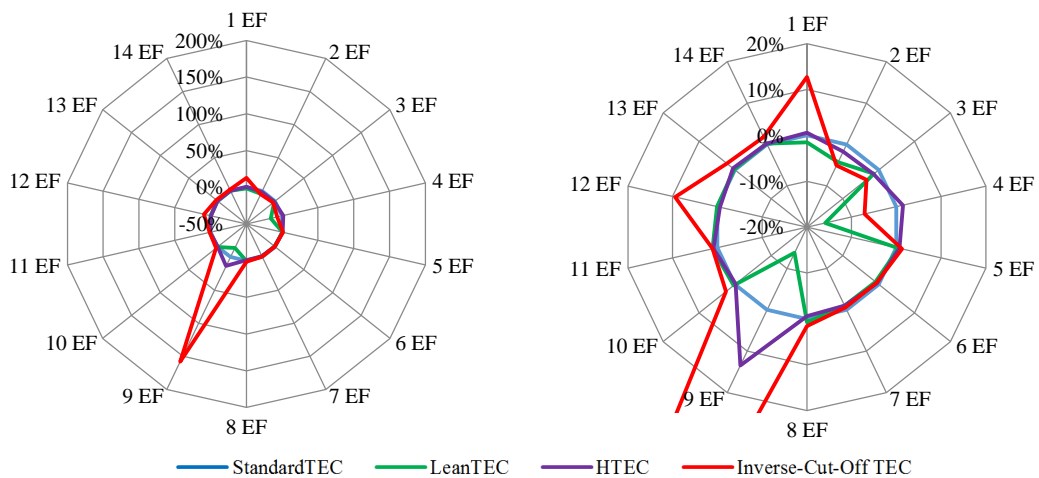 1 EF
2 EF
3 EF
4 EF
5 EF
6 EF
7 EF
8 EF
9 EF
10 EF
11 EF
12 EF
13 EF
14 EF
200%
150%
100%
50%
0%
-50%
1 EF
2 EF
3 EF
4 EF
5 EF
6 EF
7 EF
8 EF
9 EF
10 EF
11 EF
12 EF
13 EF
14 EF
20%
10%
0%
-10%
-20%
StandardTEC
LeanTEC
HTEC
Inverse-Cut-Off TEC